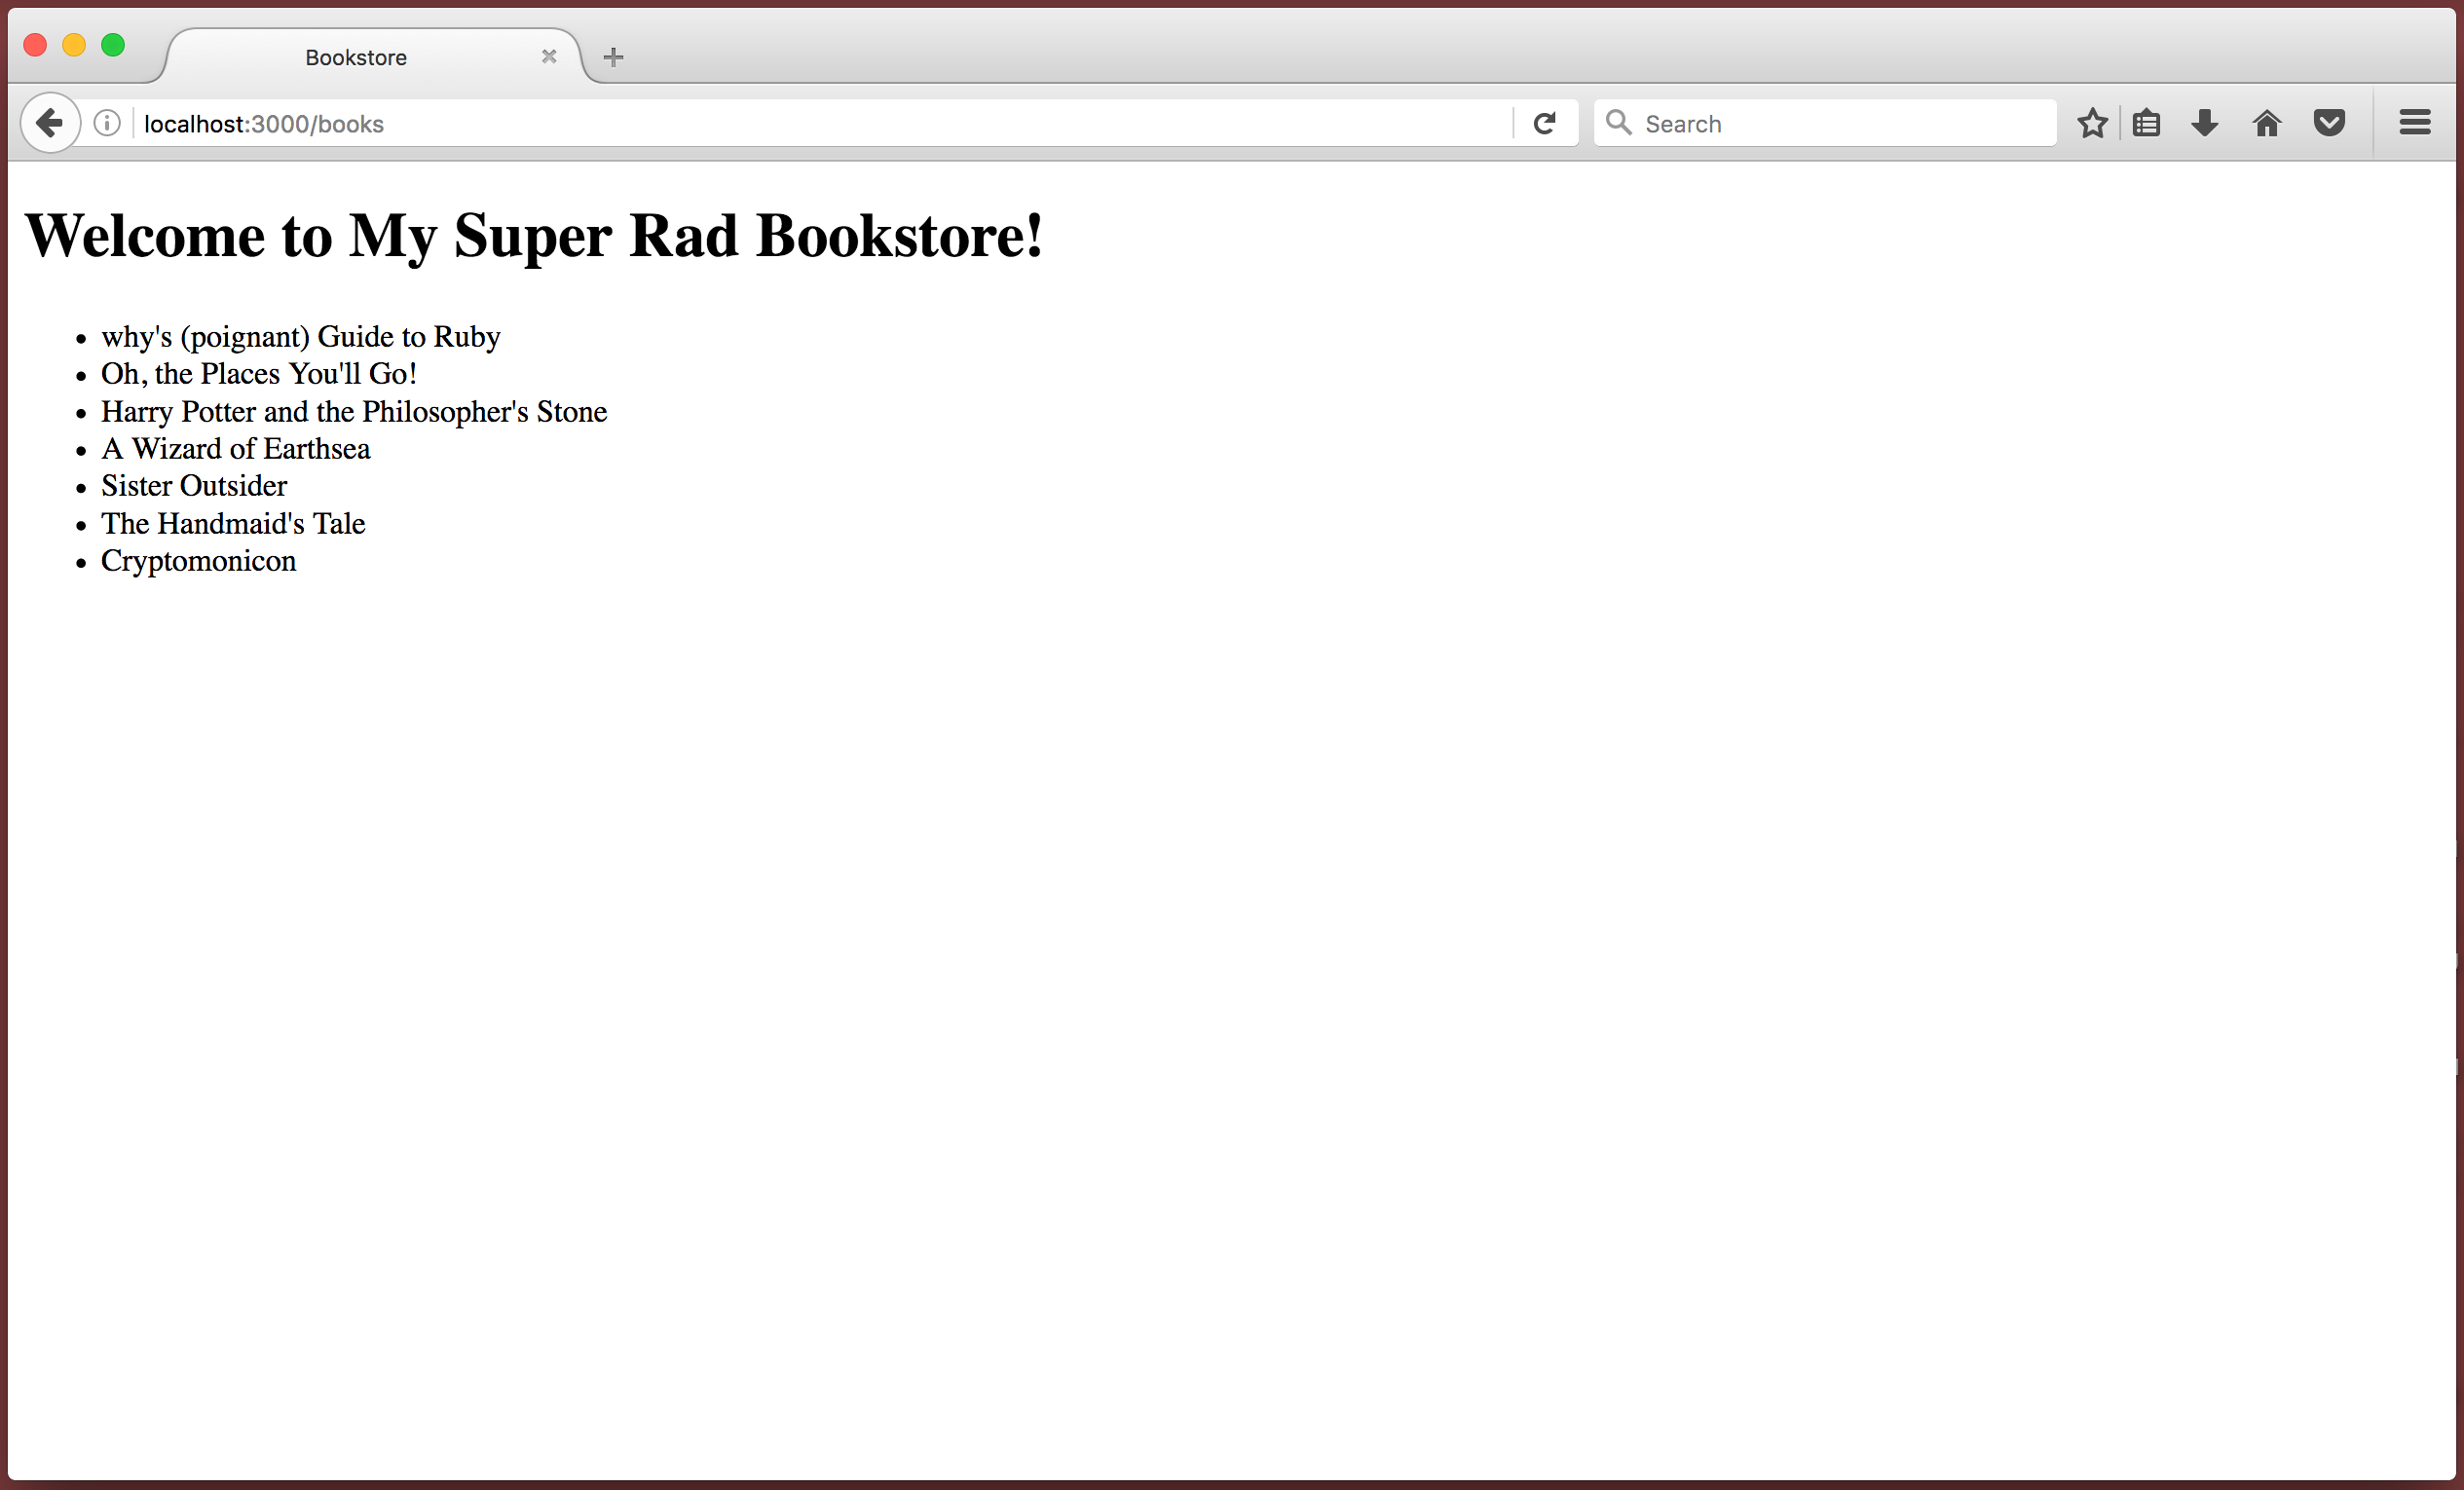 Bookstore
localhost:3000/books
Search
Welcome to My Super Rad Bookstore!
why's (poignant) Guide to Ruby
Oh, the Places You'll Go!
Harry Potter and the Philosopher's Stone
A Wizard of Earthsea
Sister Outsider
The Handmaid's Tale
Cryptomonicon